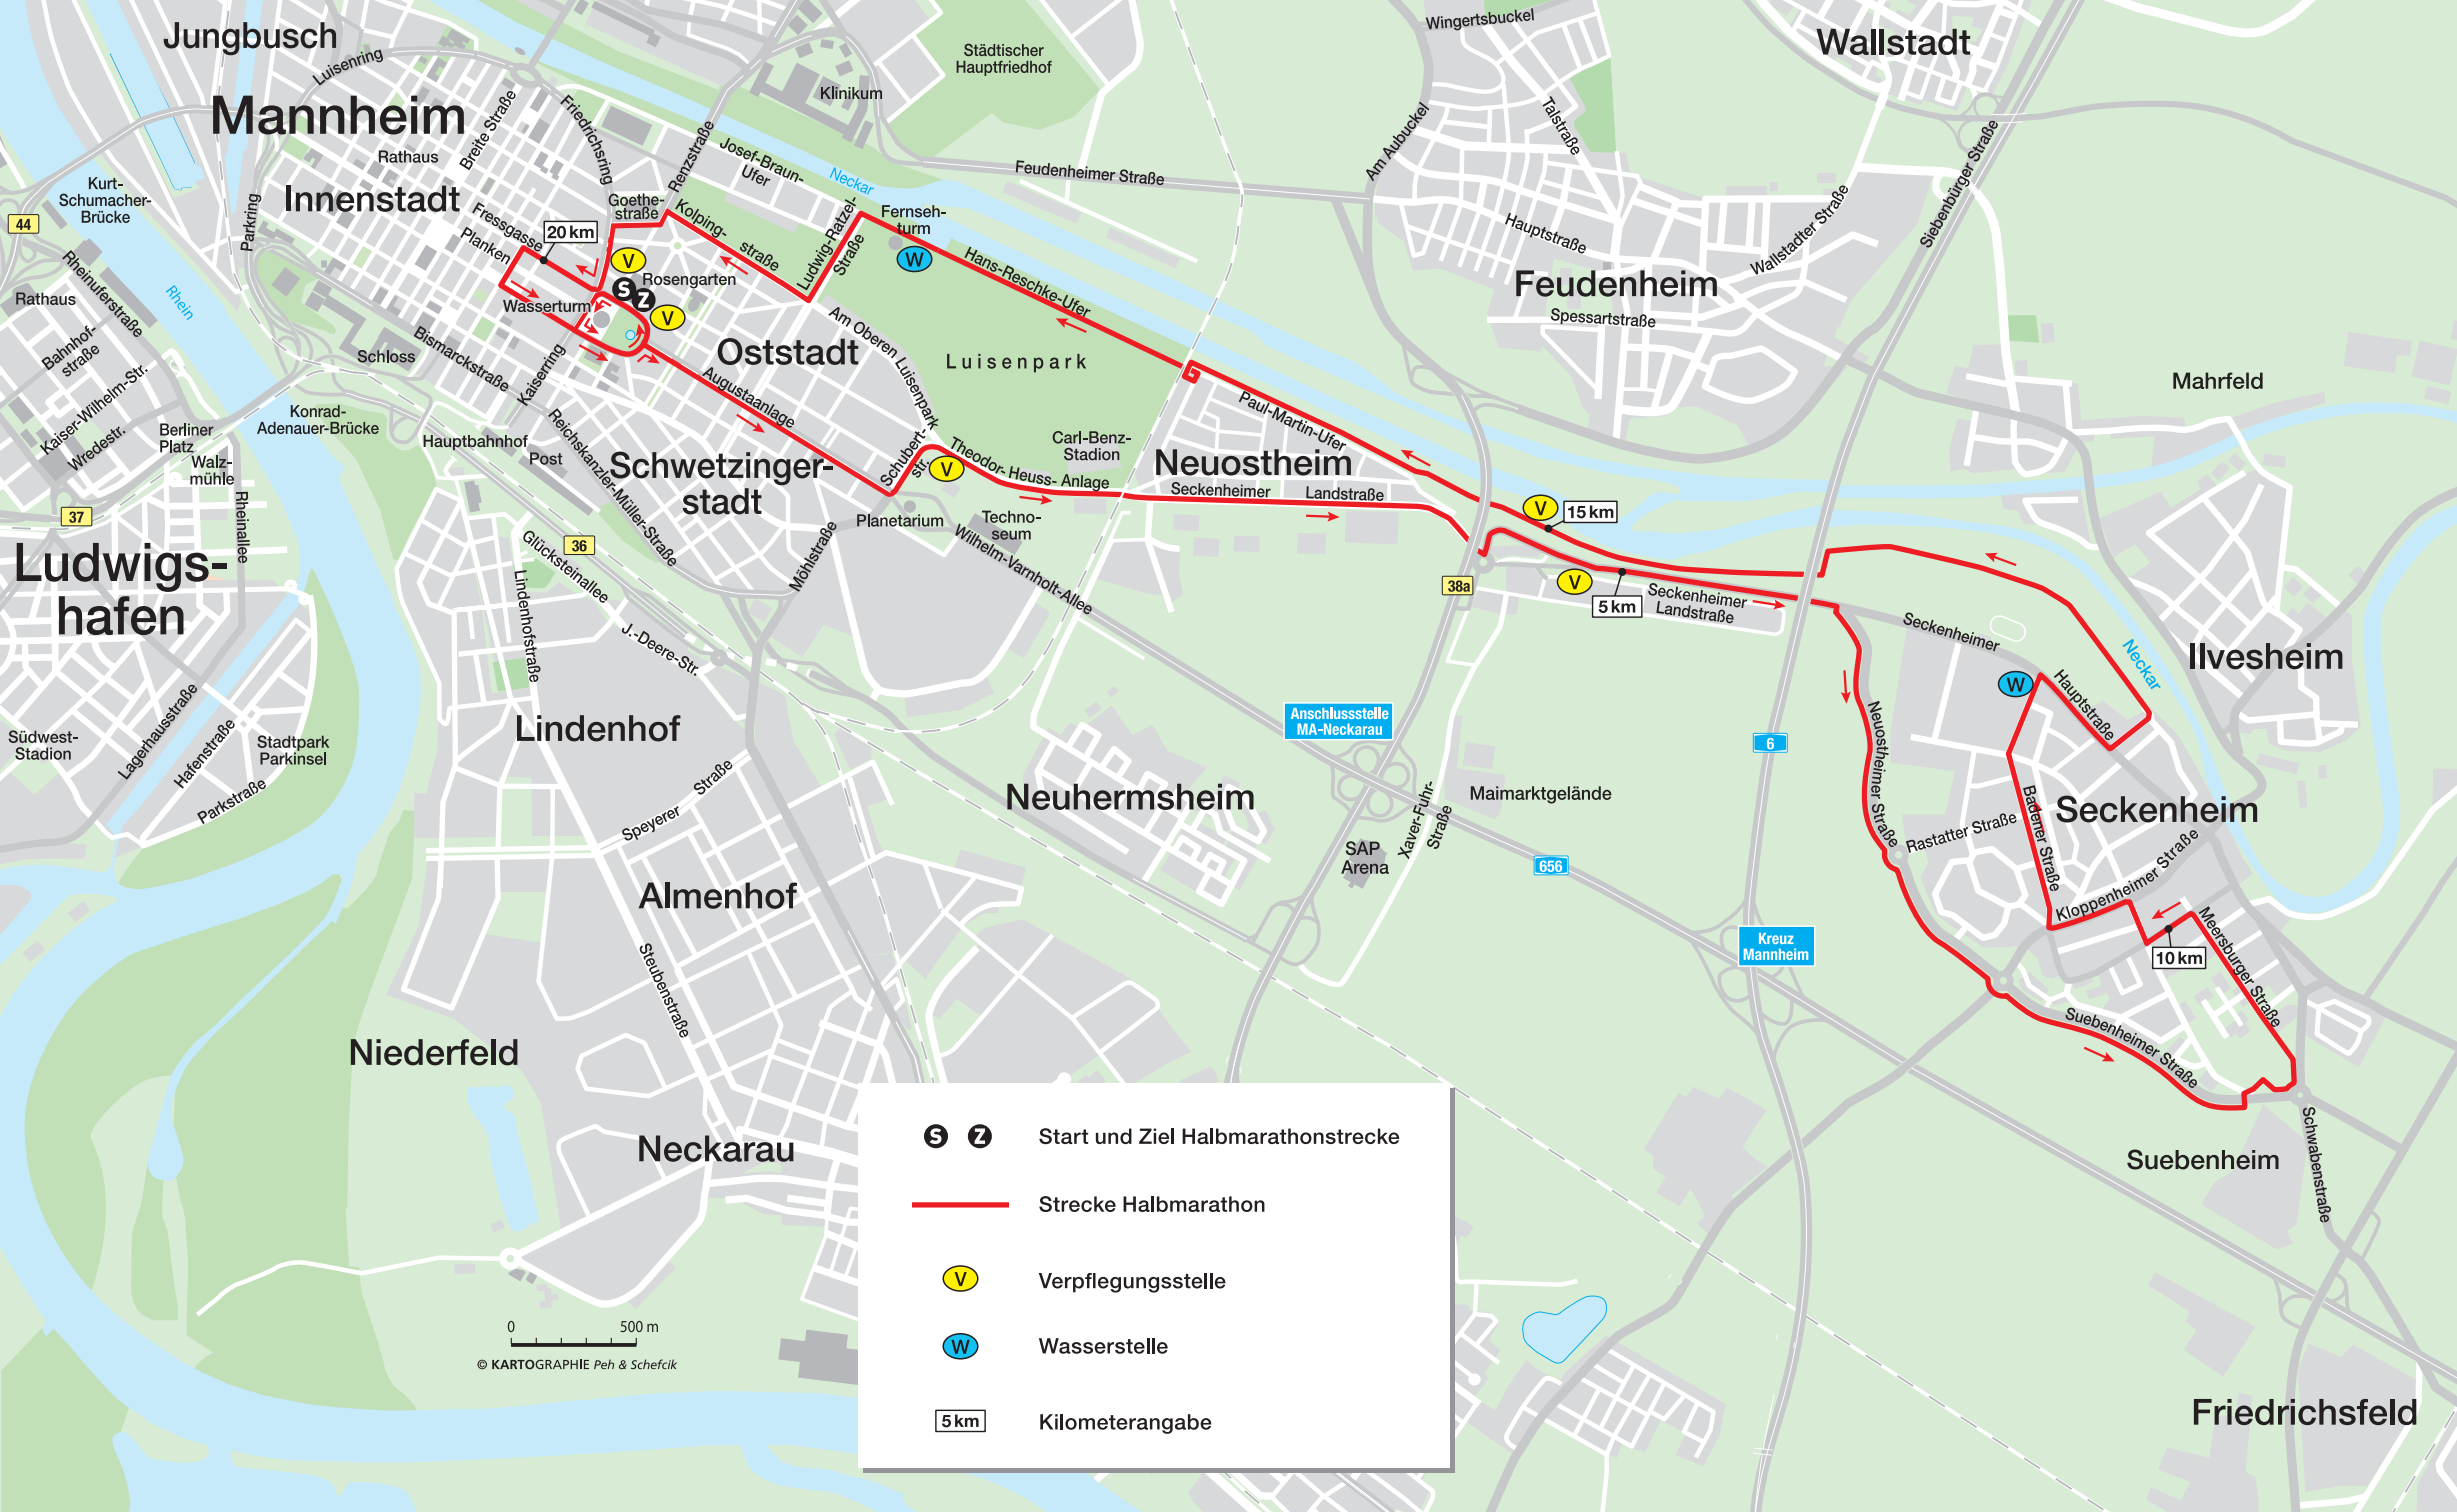 Jungbusch
Luisenring
Mannheim
Rathaus
Breite Straße
Friedrichsring
Innenstadt
Kurt-
Schumacher-
Brücke
44
Parkring
Rhein
Rheinuferstraße
Rathaus
Bahnhof-
straße
Kaiser-Wilhelm-Str.
Wredestr.
Berliner
Platz
Walz-
mühle
Konrad-
Adenauer-Brücke
Schloss
Bismarckstraße
Hauptbahnhof
Post
Kaiserring
Reichskanzler-Müller-Straße
Fressgasse
Planken
20 km
Goethe-
straße
Renzstraße
Kolping-
straße
V
Rosengarten
S
Z
V
Wasserturm
Josef-Braun-
Ufer
Neckar
Klinikum
Städtischer
Hauptfriedhof
Ludwig-Ratzel-
Straße
Fernseh-
turm
W
Feudenheimer Straße
Hans-Reschke-Ufer
Luisenpark
Am Oberen Luisenpark
Oststadt
Augustaanlage
Schwetzinger-
stadt
Schubert-
str.
V
Theodor-Heuss-Anlage
Carl-Benz-
Stadion
Planetarium
Techno-
seum
Wilhelm-Varnholt-Allee
Möhlstraße
Neuostheim
Paul-Martin-Ufer
Seckenheimer
Landstraße
Wingertsbuckel
Am Aubuckel
Talstraße
Hauptstraße
Feudenheim
Spessartstraße
Wallstadt
Wallstadter Straße
Siebenbürger Straße
Mahrfeld
V
15 km
38a
V
5 km
Seckenheimer
Landstraße
Seckenheimer
Neckar
Ilvesheim
W
Hauptstraße
Neuostheimer Straße
Rastatter Straße
Badener Straße
Seckenheim
Kloppenheimer Straße
10 km
Meersburger Straße
Suebenheimer Straße
Suebenheim
Schwabenstraße
Friedrichsfeld
6
Kreuz
Mannheim
656
Anschlussstelle
MA-Neckarau
SAP
Arena
Xaver-Fuhr-
Straße
Maimarktgelände
Neuhermsheim
37
Rheinallee
Ludwigs-
hafen
36
Glücksteinallee
Lindenhofstraße
J.-Deere-Str.
Lindenhof
Südwest-
Stadion
Lagerhausstraße
Hafenstraße
Stadtpark
Parkinsel
Parkstraße
Speyerer Straße
Almenhof
Steubenstraße
Niederfeld
Neckarau
0 500 m
© KARTOGRAPHIE Peh & Schefcik
S Z Start und Ziel Halbmarathonstrecke
Strecke Halbmarathon
V Verpflegungsstelle
W Wasserstelle
5 km Kilometerangabe